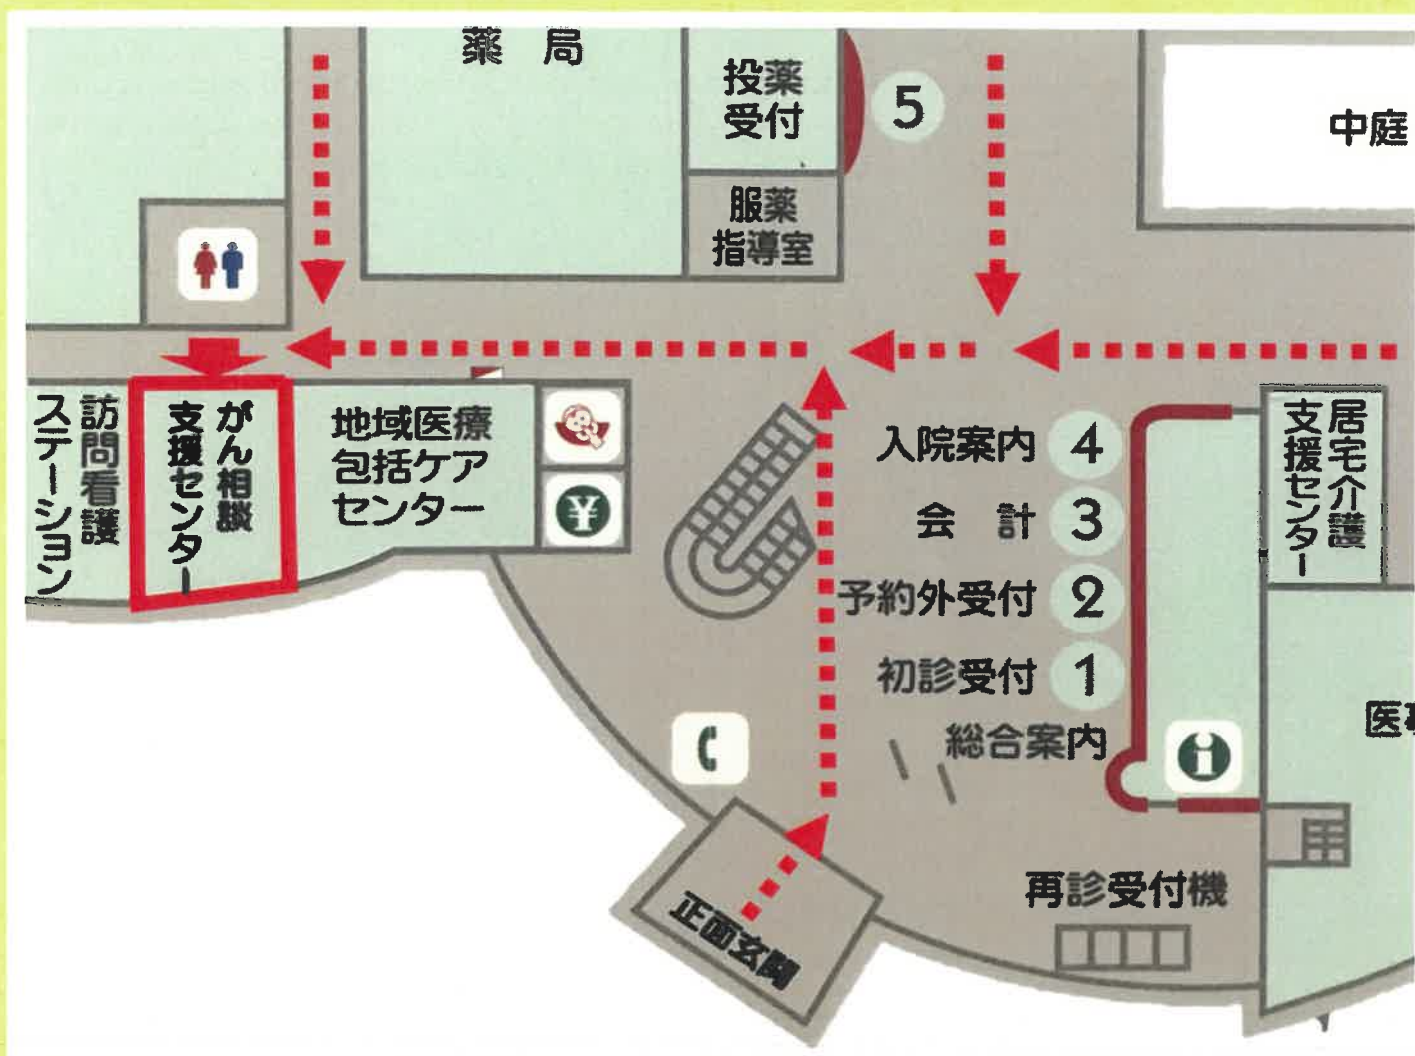 薬 局
投薬
受付
5
中庭
服薬
指導室
訪問看護
ステーション
がん相談
支援センター
地域医療
包括ケア
センター
¥
入院案内 4
会 計 3
予約外受付 2
初診受付 1
総合案内
i
居宅介護
支援センター
再診受付機
正面玄関